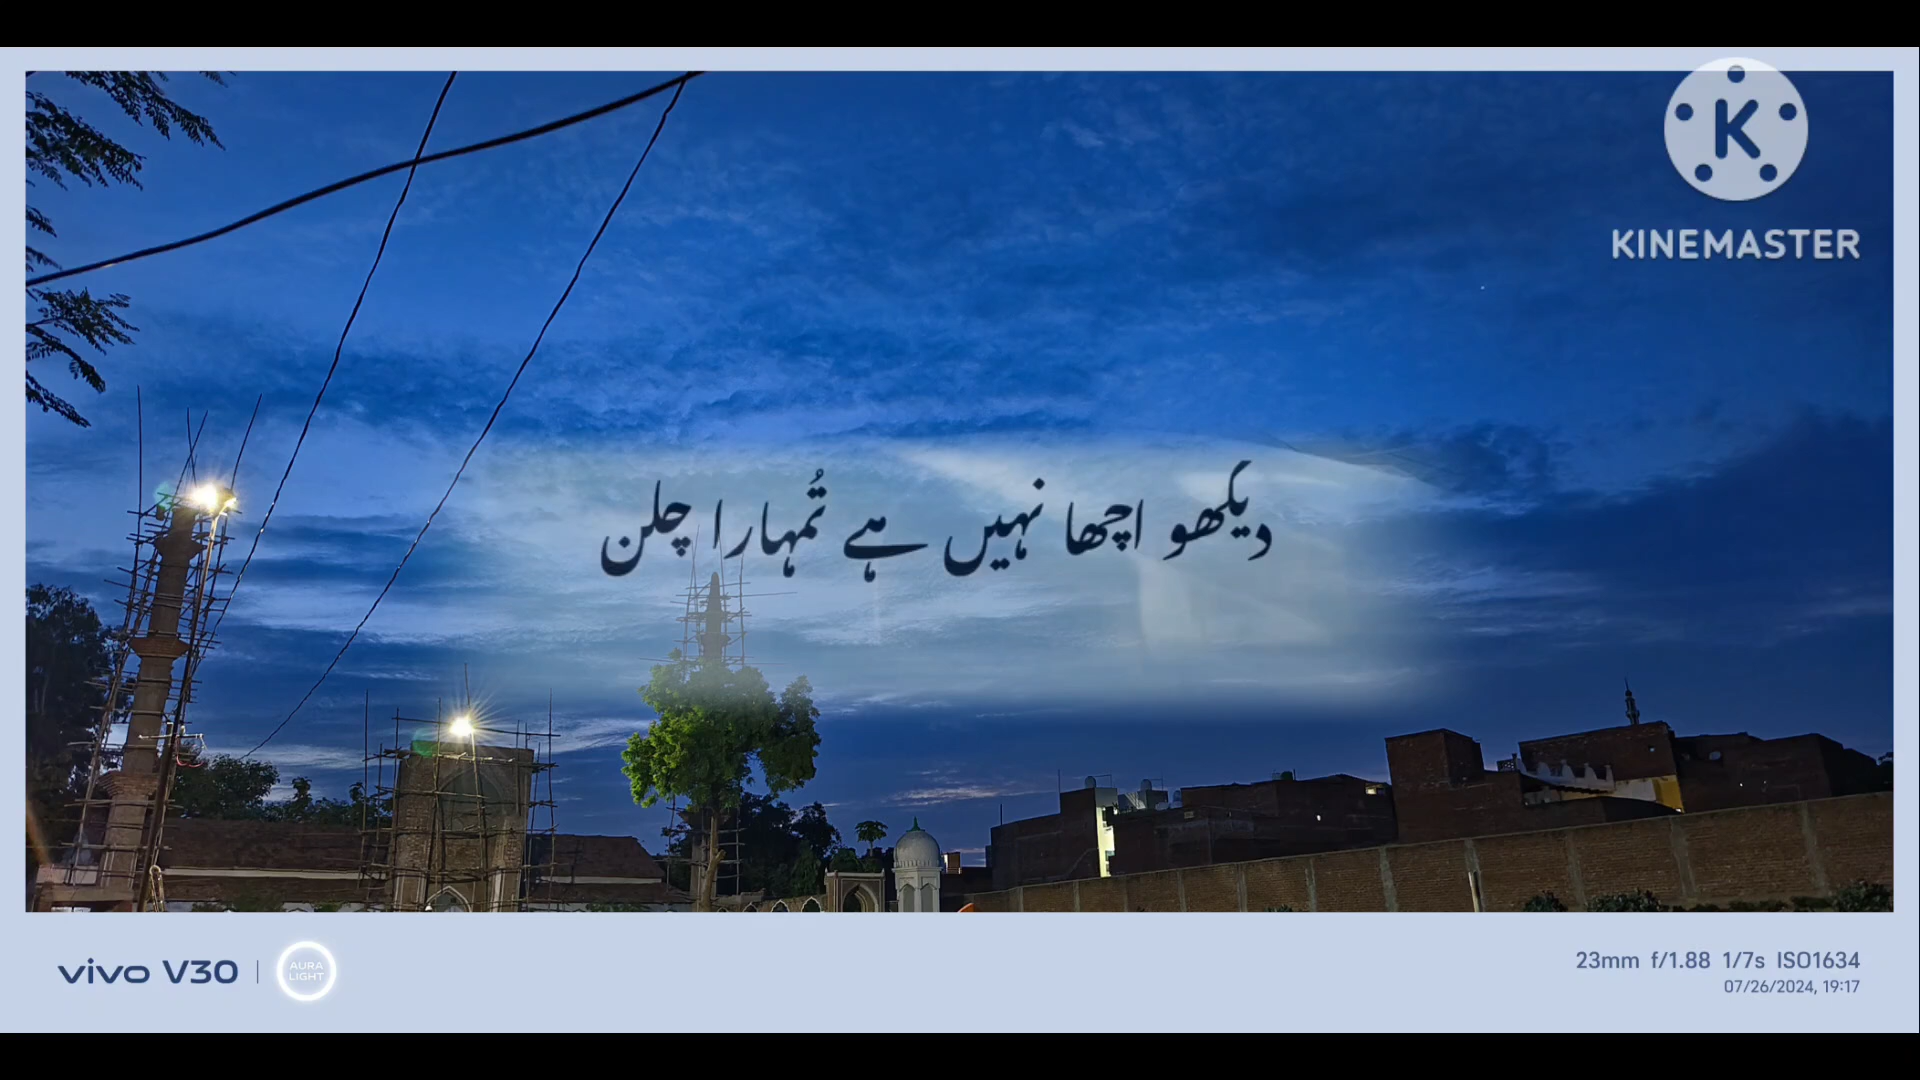 KINEMASTER
دیکھو اچھا نہیں ہے تُمہارا چلن
vivo V30 | AURA LIGHT
23mm f/1.88 1/7s ISO1634
07/26/2024, 19:17